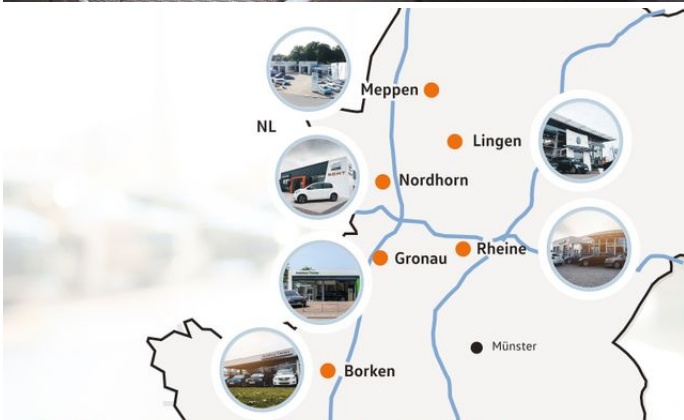 Meppen
NL
Lingen
Nordhorn
Gronau
Rheine
Münster
Borken